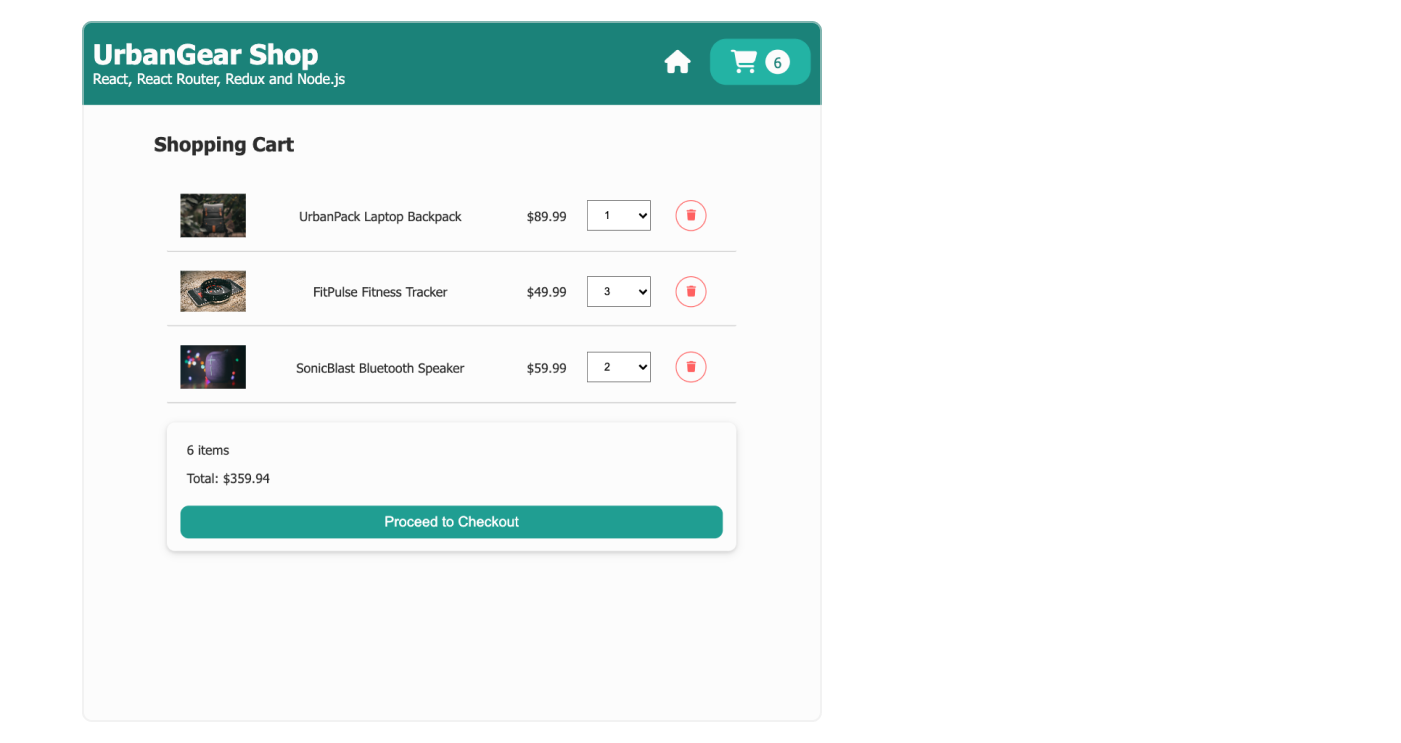 UrbanGear Shop
React, React Router, Redux and Node.js
6
Shopping Cart
UrbanPack Laptop Backpack $89.99 1
FitPulse Fitness Tracker $49.99 3
SonicBlast Bluetooth Speaker $59.99 2
6 items
Total: $359.94
Proceed to Checkout